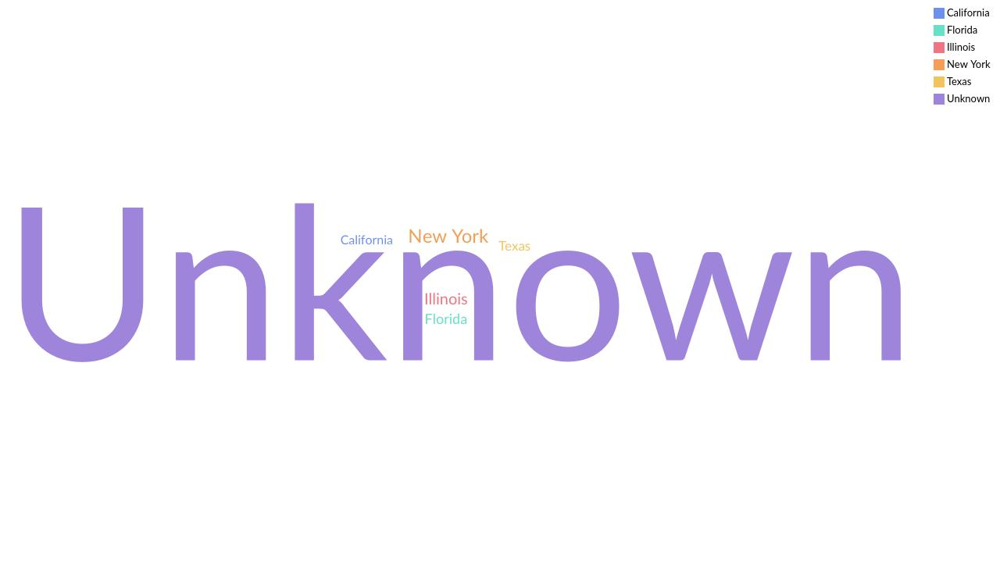 California
Florida
Illinois
New York
Texas
Unknown
Unknown
California
New York
Texas
Illinois
Florida